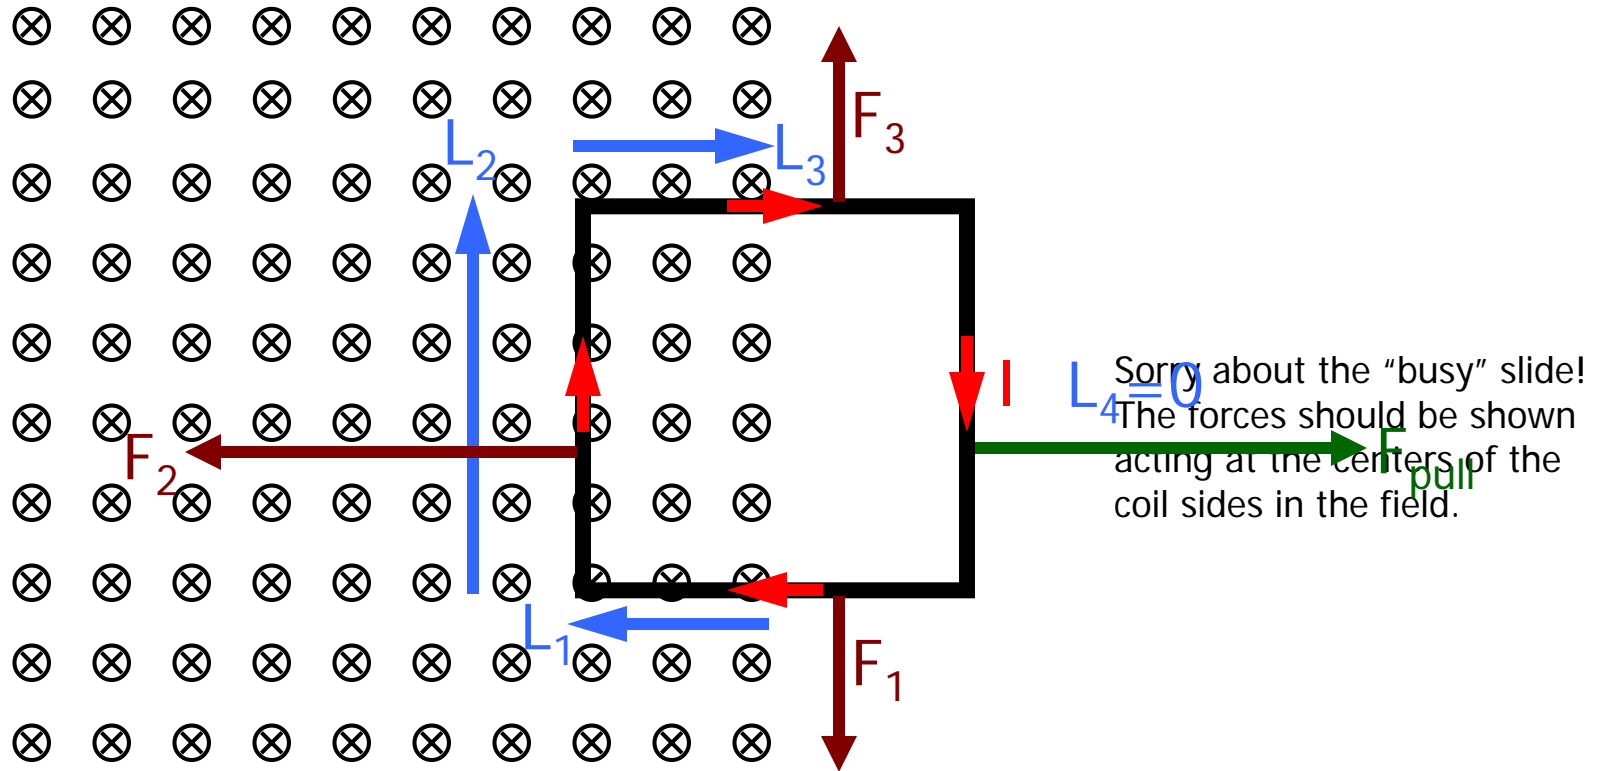 F3
L2
L3
I
L4=0
Sorry about the “busy” slide!
The forces should be shown
acting at the centers of the
coil sides in the field.
F2
Fpull
L1
F1